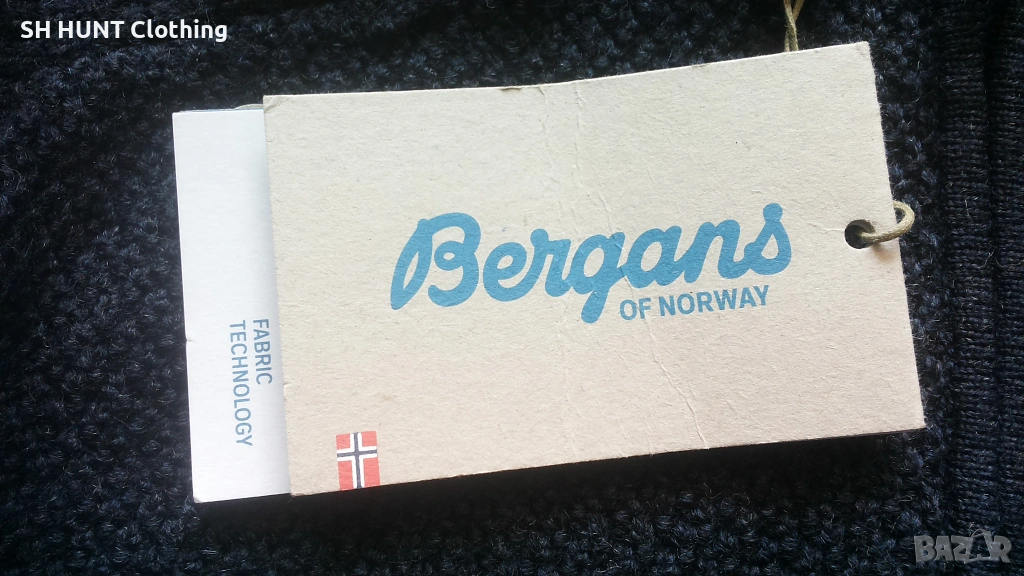 SH HUNT Clothing
Bergans
OF NORWAY
FABRIC
TECHNOLOGY
BAZAR